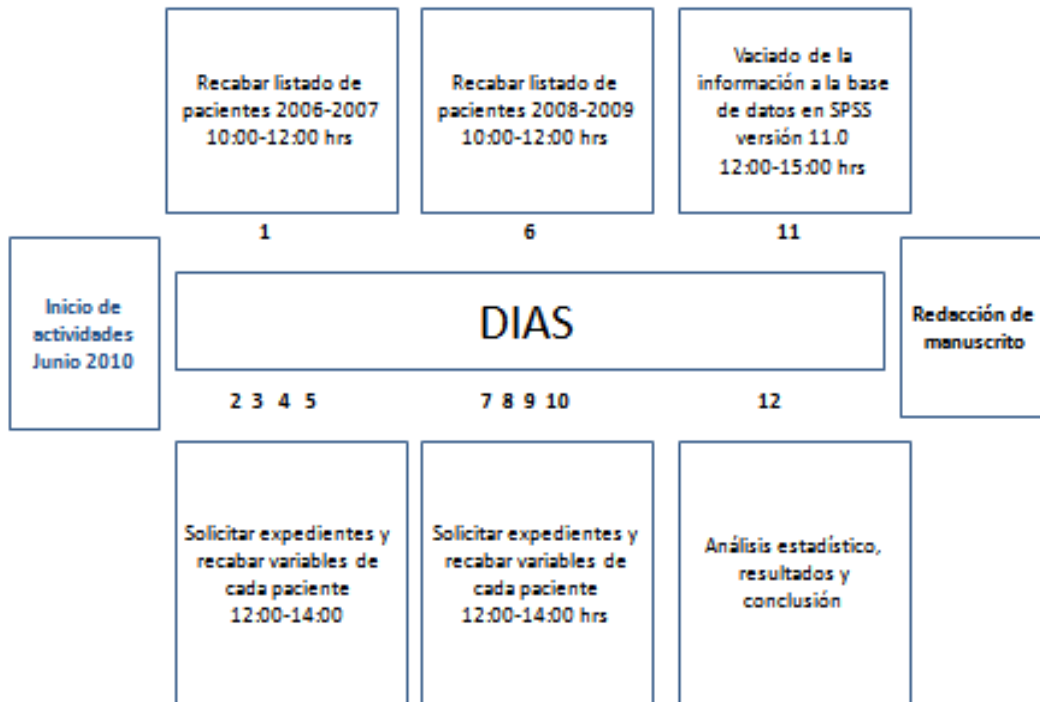 Recabar listado de
pacientes 2006-2007
10:00-12:00 hrs
Recabar listado de
pacientes 2008-2009
10:00-12:00 hrs
Vaciado de la
información a la base
de datos en SPSS
versión 11.0
12:00-15:00 hrs
1
6
11
Inicio de
actividades
Junio 2010
DIAS
Redacción de
manuscrito
2 3 4 5
7 8 9 10
12
Solicitar expedientes y
recabar variables de
cada paciente
12:00-14:00
Solicitar expedientes y
recabar variables de
cada paciente
12:00-14:00 hrs
Análisis estadístico,
resultados y
conclusión